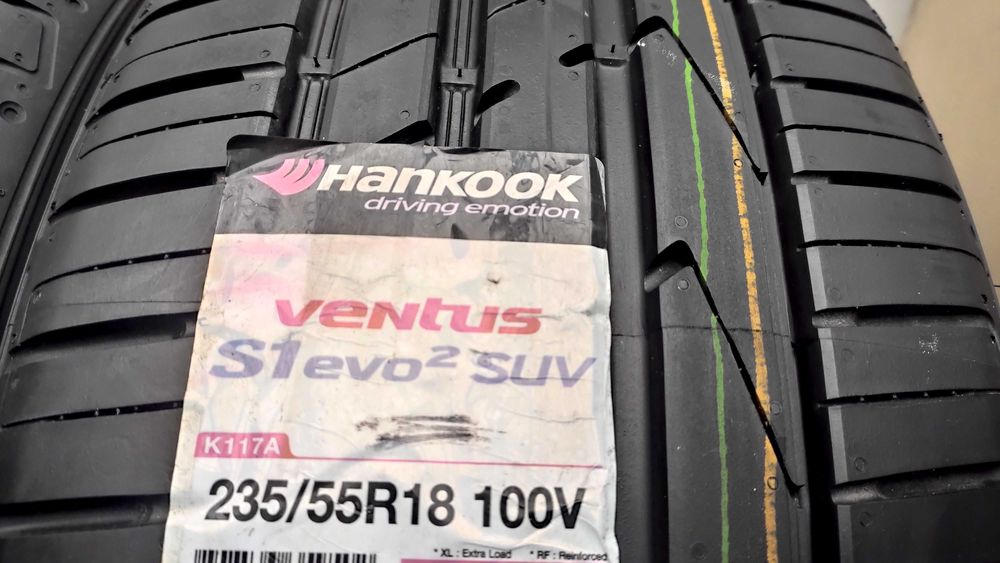 Hankook
driving emotion
ventus
S1 evo² SUV
K117A
235/55R18 100V
* XL : Extra Load * RF : Reinforced